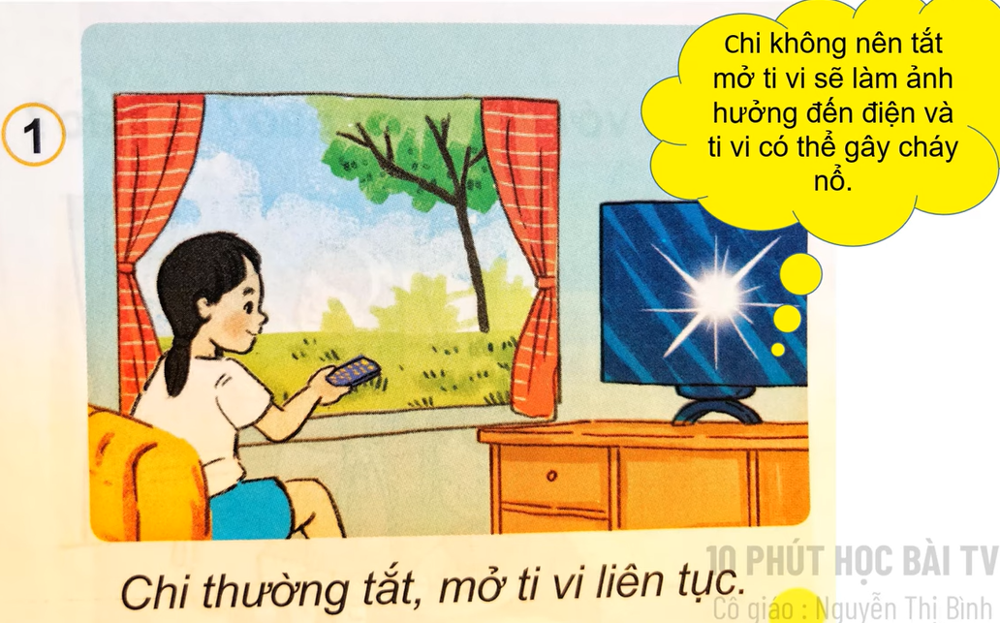 1
Chi không nên tắt
mở ti vi sẽ làm ảnh
hưởng đến điện và
ti vi có thể gây cháy
nổ.
Chi thường tắt, mở ti vi liên tục.
10 PHÚT HỌC BÀI TV
Cô giáo : Nguyễn Thị Bình